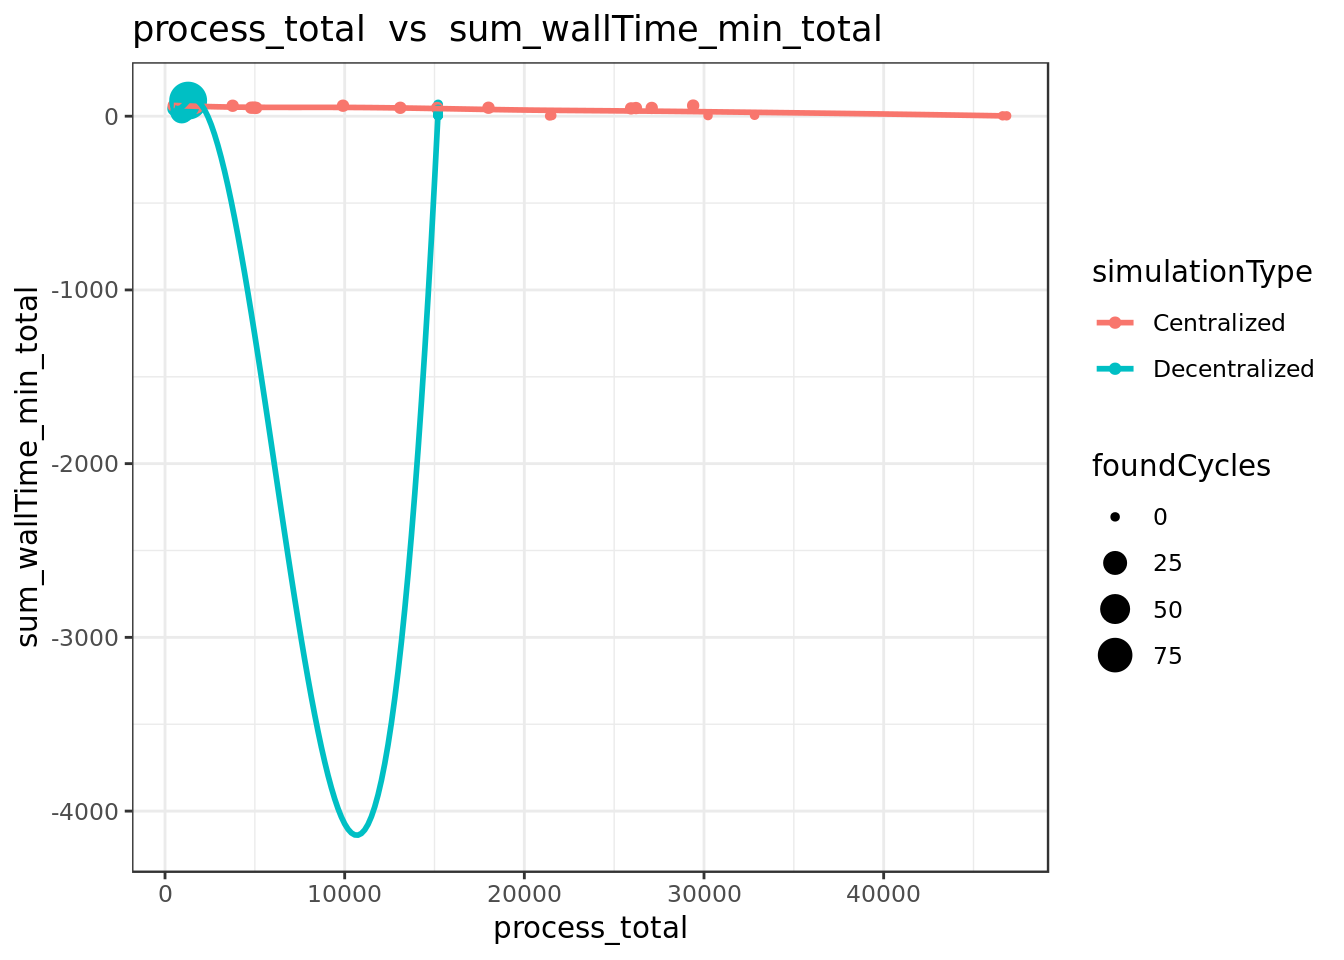 process_total vs sum_wallTime_min_total
sum_wallTime_min_total
0
-1000
-2000
-3000
-4000
0
10000
20000
30000
40000
process_total
simulationType
Centralized
Decentralized
foundCycles
0
25
50
75